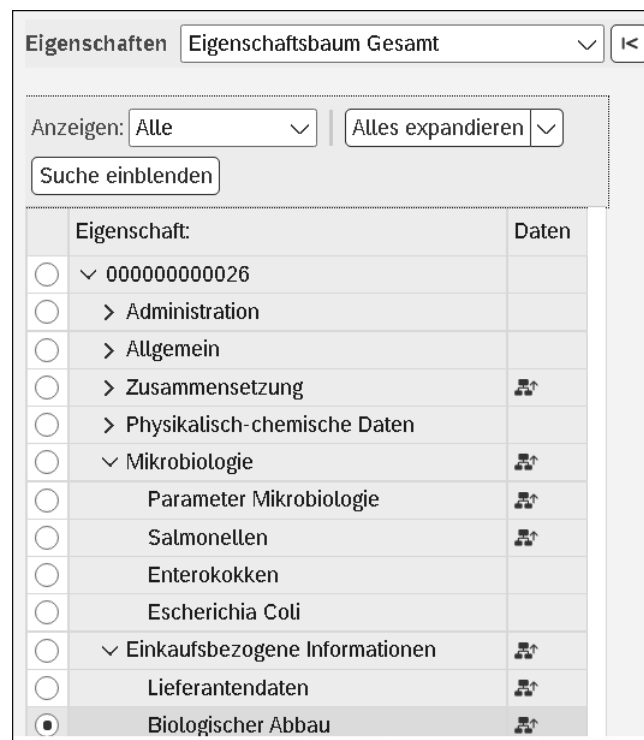 Eigenschaften Eigenschaftsbaum Gesamt
Anzeigen: Alle Alles expandieren
Suche einblenden
Eigenschaft: Daten
000000000026
Administration
Allgemein
Zusammensetzung
Physikalisch-chemische Daten
Mikrobiologie
Parameter Mikrobiologie
Salmonellen
Enterokokken
Escherichia Coli
Einkaufsbezogene Informationen
Lieferantendaten
Biologischer Abbau